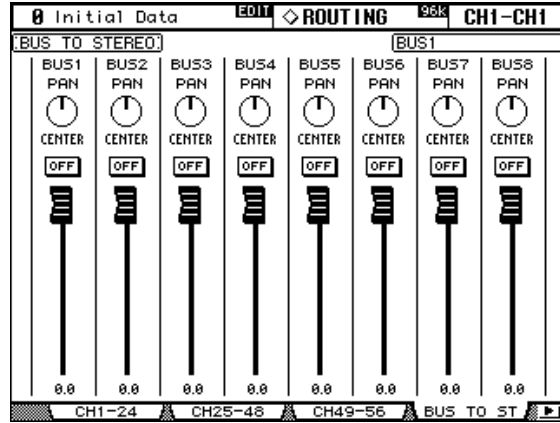 0 Initial Data EDIT ◇ROUTING 96k CH1-CH1
BUS TO STEREO BUS1
BUS1 BUS2 BUS3 BUS4 BUS5 BUS6 BUS7 BUS8
PAN PAN PAN PAN PAN PAN PAN PAN
CENTER CENTER CENTER CENTER CENTER CENTER CENTER CENTER
OFF OFF OFF OFF OFF OFF OFF OFF
0.0 0.0 0.0 0.0 0.0 0.0 0.0 0.0
CH1-24 CH25-48 CH49-56 BUS TO ST